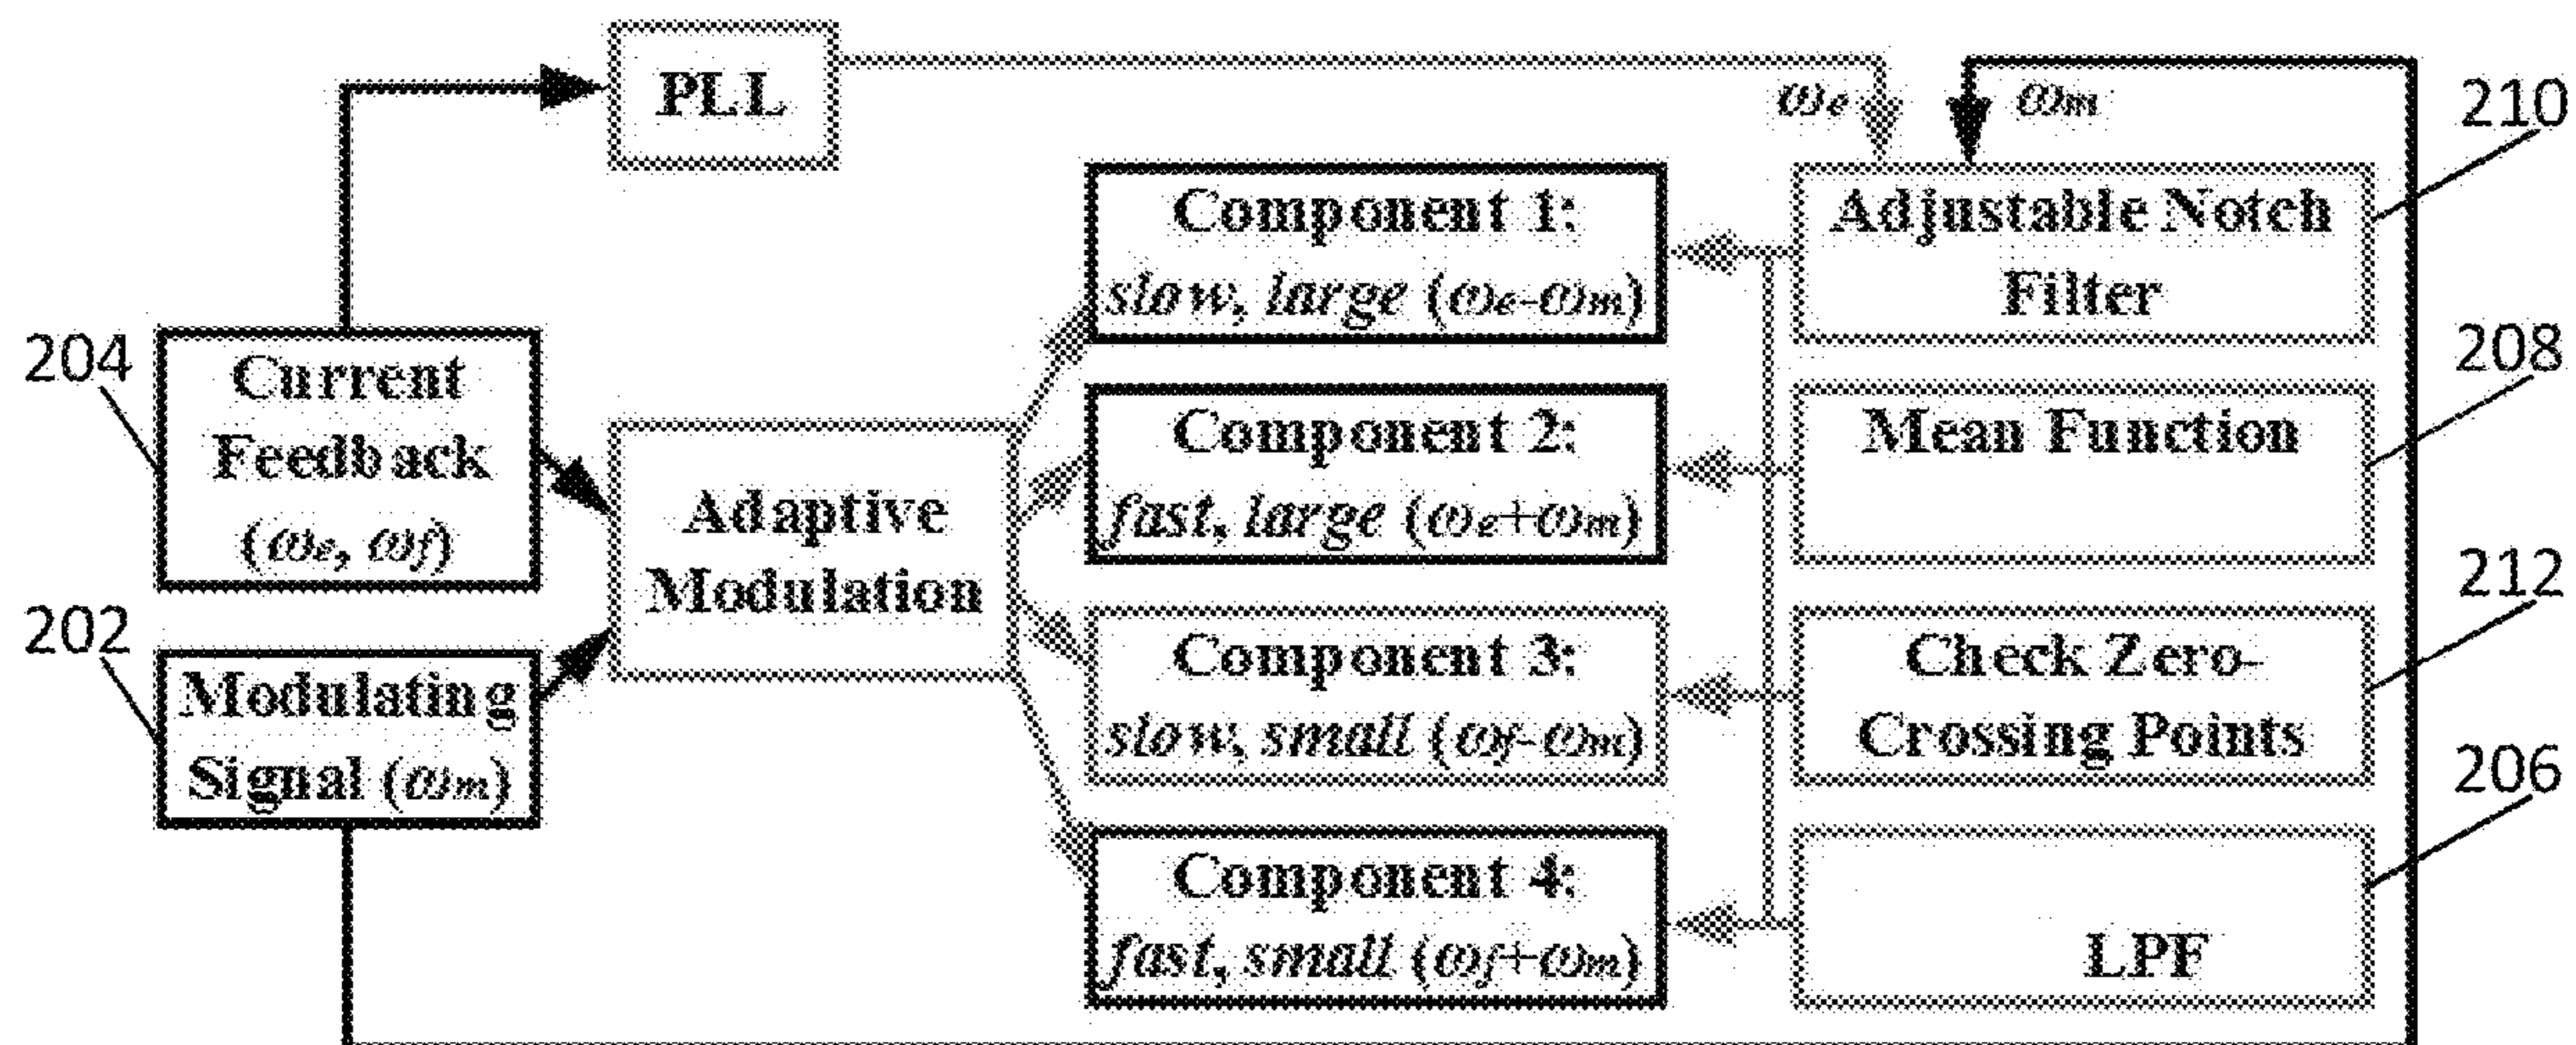 PLL
ωe
ωm
210
Component 1:
slow, large (ωe-ωm)
Adjustable Notch
Filter
204
Current
Feedback
(ωe, ωf)
208
Component 2:
fast, large (ωe+ωm)
Mean Function
Adaptive
Modulation
212
202
Modulating
Signal (ωm)
Component 3:
slow, small (ωf-ωm)
Check Zero-
Crossing Points
206
Component 4:
fast, small (ωf+ωm)
LPF